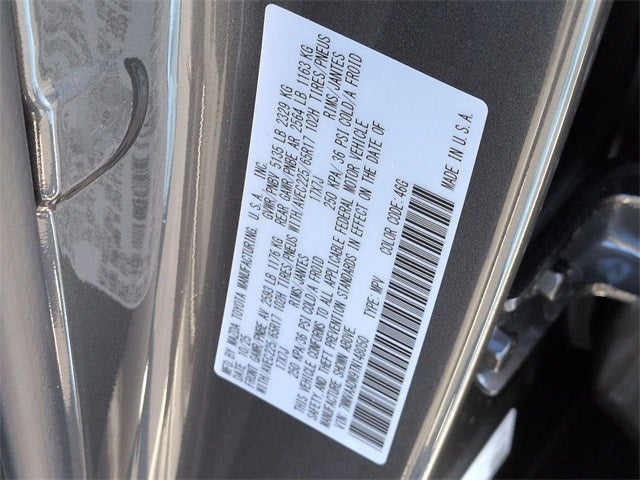 MFD BY MAZDA TOYOTA MANUFACTURING, U.S.A., INC.
10/25 GVWR/PNBV 5135 LB 2329 KG
FRONT GAWR/PNBE AV 2593 LB 1176 KG REAR GAWR/PNBE AR 2564 LB 1163 KG
WITH/AVEC225/65R17 102H TIRES/PNEUS WITH/AVEC225/65R17 102H TIRES/PNEUS
17X7J RIMS/JANTES 17X7J RIMS/JANTES
250 KPA/36 PSI COLD/A FROID 250 KPA/36 PSI COLD/A FROID
THIS VEHICLE CONFORMS TO ALL APPLICABLE FEDERAL MOTOR VEHICLE
SAFETY, AND THEFT PREVENTION STANDARDS IN EFFECT ON THE DATE OF
MANUFACTURE SHOWN ABOVE.
TYPE: MPV COLOR CODE: 46G
MADE IN U.S.A.